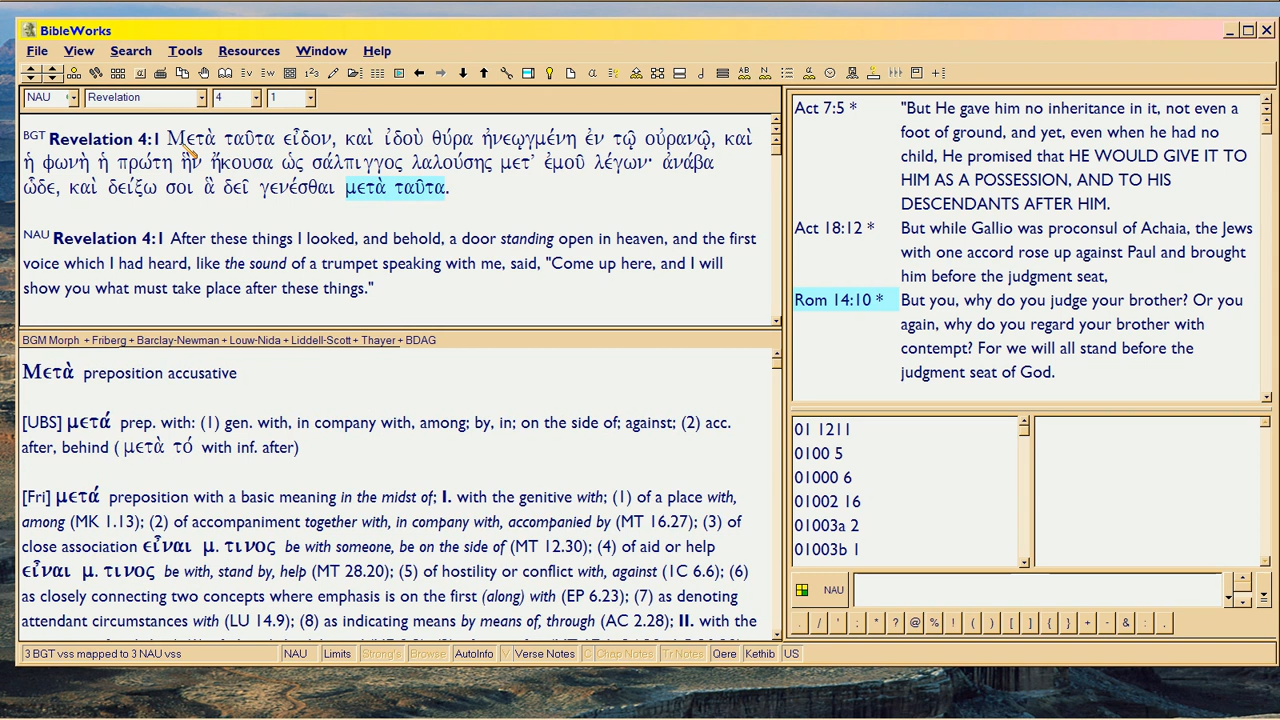 BibleWorks
File View Search Tools Resources Window Help
NAU Revelation 4 1
BGT Revelation 4:1 Μετὰ ταῦτα εἶδον, καὶ ἰδοὺ θύρα ἠνεῳγμένη ἐν τῷ οὐρανῷ, καὶ
ἡ φωνὴ ἡ πρώτη ἣν ἤκουσα ὡς σάλπιγγος λαλούσης μετ᾽ ἐμοῦ λέγων· ἀνάβα
ὧδε, καὶ δείξω σοι ἃ δεῖ γενέσθαι μετὰ ταῦτα.
NAU Revelation 4:1 After these things I looked, and behold, a door standing open in heaven, and the first
voice which I had heard, like the sound of a trumpet speaking with me, said, "Come up here, and I will
show you what must take place after these things."
BGM Morph + Friberg + Barclay-Newman + Louw-Nida + Liddell-Scott + Thayer + BDAG
Μετὰ preposition accusative
[UBS] μετά prep. with: (1) gen. with, in company with, among; by, in; on the side of; against; (2) acc.
after, behind ( μετὰ τό with inf. after)
[Fri] μετά preposition with a basic meaning in the midst of; I. with the genitive with; (1) of a place with,
among (MK 1.13); (2) of accompaniment together with, in company with, accompanied by (MT 16.27); (3) of
close association εἶναι μ. τινος be with someone, be on the side of (MT 12.30); (4) of aid or help
εἶναι μ. τινος be with, stand by, help (MT 28.20); (5) of hostility or conflict with, against (1C 6.6); (6)
as closely connecting two concepts where emphasis is on the first (along) with (EP 6.23); (7) as denoting
attendant circumstances with (LU 14.9); (8) as indicating means by means of, through (AC 2.28); II. with the
3 BGT vss mapped to 3 NAU vss NAU Limits Strong's Browse AutoInfo V Verse Notes C Chap Notes Tr Notes Qere Kethib US
Act 7:5 * "But He gave him no inheritance in it, not even a
foot of ground, and yet, even when he had no
child, He promised that HE WOULD GIVE IT TO
HIM AS A POSSESSION, AND TO HIS
DESCENDANTS AFTER HIM.
Act 18:12 * But while Gallio was proconsul of Achaia, the Jews
with one accord rose up against Paul and brought
him before the judgment seat,
Rom 14:10 * But you, why do you judge your brother? Or you
again, why do you regard your brother with
contempt? For we will all stand before the
judgment seat of God.
01 1211
0100 5
01000 6
01002 16
01003a 2
01003b 1
NAU
. / ' ; * ? @ % ! ( ) [ ] { } + - & : .